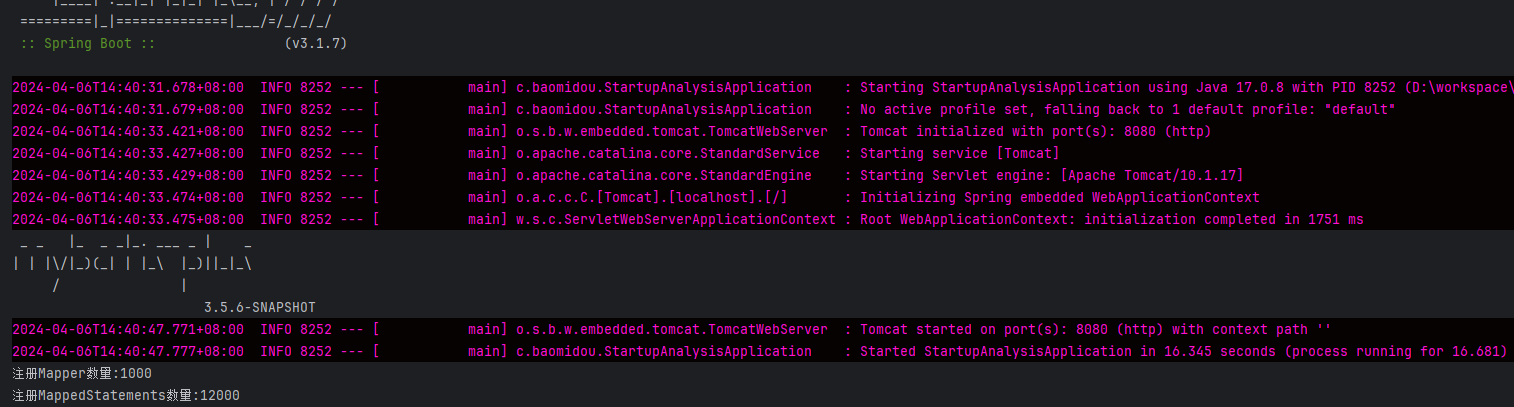 =========|_|==============|___/=/_/_/_/
:: Spring Boot ::                (v3.1.7)
2024-04-06T14:40:31.678+08:00  INFO 8252 --- [           main] c.baomidou.StartupAnalysisApplication    : Starting StartupAnalysisApplication using Java 17.0.8 with PID 8252 (D:\workspace\
2024-04-06T14:40:31.679+08:00  INFO 8252 --- [           main] c.baomidou.StartupAnalysisApplication    : No active profile set, falling back to 1 default profile: "default"
2024-04-06T14:40:33.421+08:00  INFO 8252 --- [           main] o.s.b.w.embedded.tomcat.TomcatWebServer  : Tomcat initialized with port(s): 8080 (http)
2024-04-06T14:40:33.427+08:00  INFO 8252 --- [           main] o.apache.catalina.core.StandardService   : Starting service [Tomcat]
2024-04-06T14:40:33.429+08:00  INFO 8252 --- [           main] o.apache.catalina.core.StandardEngine    : Starting Servlet engine: [Apache Tomcat/10.1.17]
2024-04-06T14:40:33.474+08:00  INFO 8252 --- [           main] o.a.c.c.C.[Tomcat].[localhost].[/]       : Initializing Spring embedded WebApplicationContext
2024-04-06T14:40:33.475+08:00  INFO 8252 --- [           main] w.s.c.ServletWebServerApplicationContext : Root WebApplicationContext: initialization completed in 1751 ms
 _ _   |_  _ _|_. ___ _ |    _
| | |\/|_)(_| | |_\  |_)||_|_\
     /               |
                        3.5.6-SNAPSHOT
2024-04-06T14:40:47.771+08:00  INFO 8252 --- [           main] o.s.b.w.embedded.tomcat.TomcatWebServer  : Tomcat started on port(s): 8080 (http) with context path ''
2024-04-06T14:40:47.777+08:00  INFO 8252 --- [           main] c.baomidou.StartupAnalysisApplication    : Started StartupAnalysisApplication in 16.345 seconds (process running for 16.681)
注册Mapper数量:1000
注册MappedStatements数量:12000